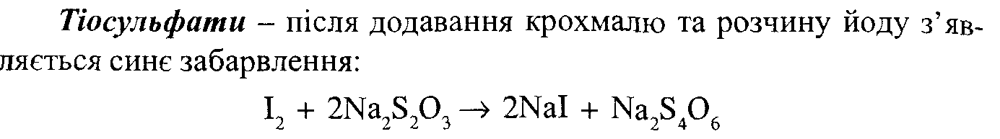 Тіосульфати – після додавання крохмалю та розчину йоду з’яв-
ляється синє забарвлення:
I₂ + 2Na₂S₂O₃ → 2NaI + Na₂S₄O₆